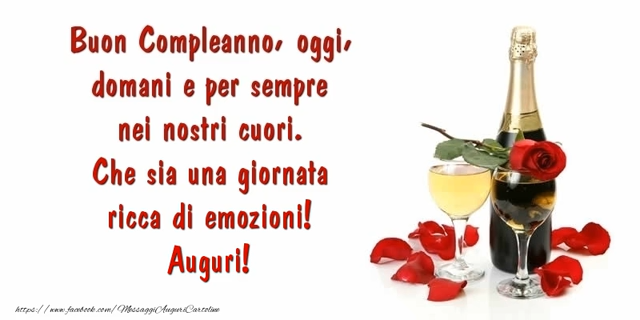 Buon Compleanno, oggi,
domani e per sempre
nei nostri cuori.
Che sia una giornata
ricca di emozioni!
Auguri!
https://www.facebook.com/MessaggiAuguriCartoline